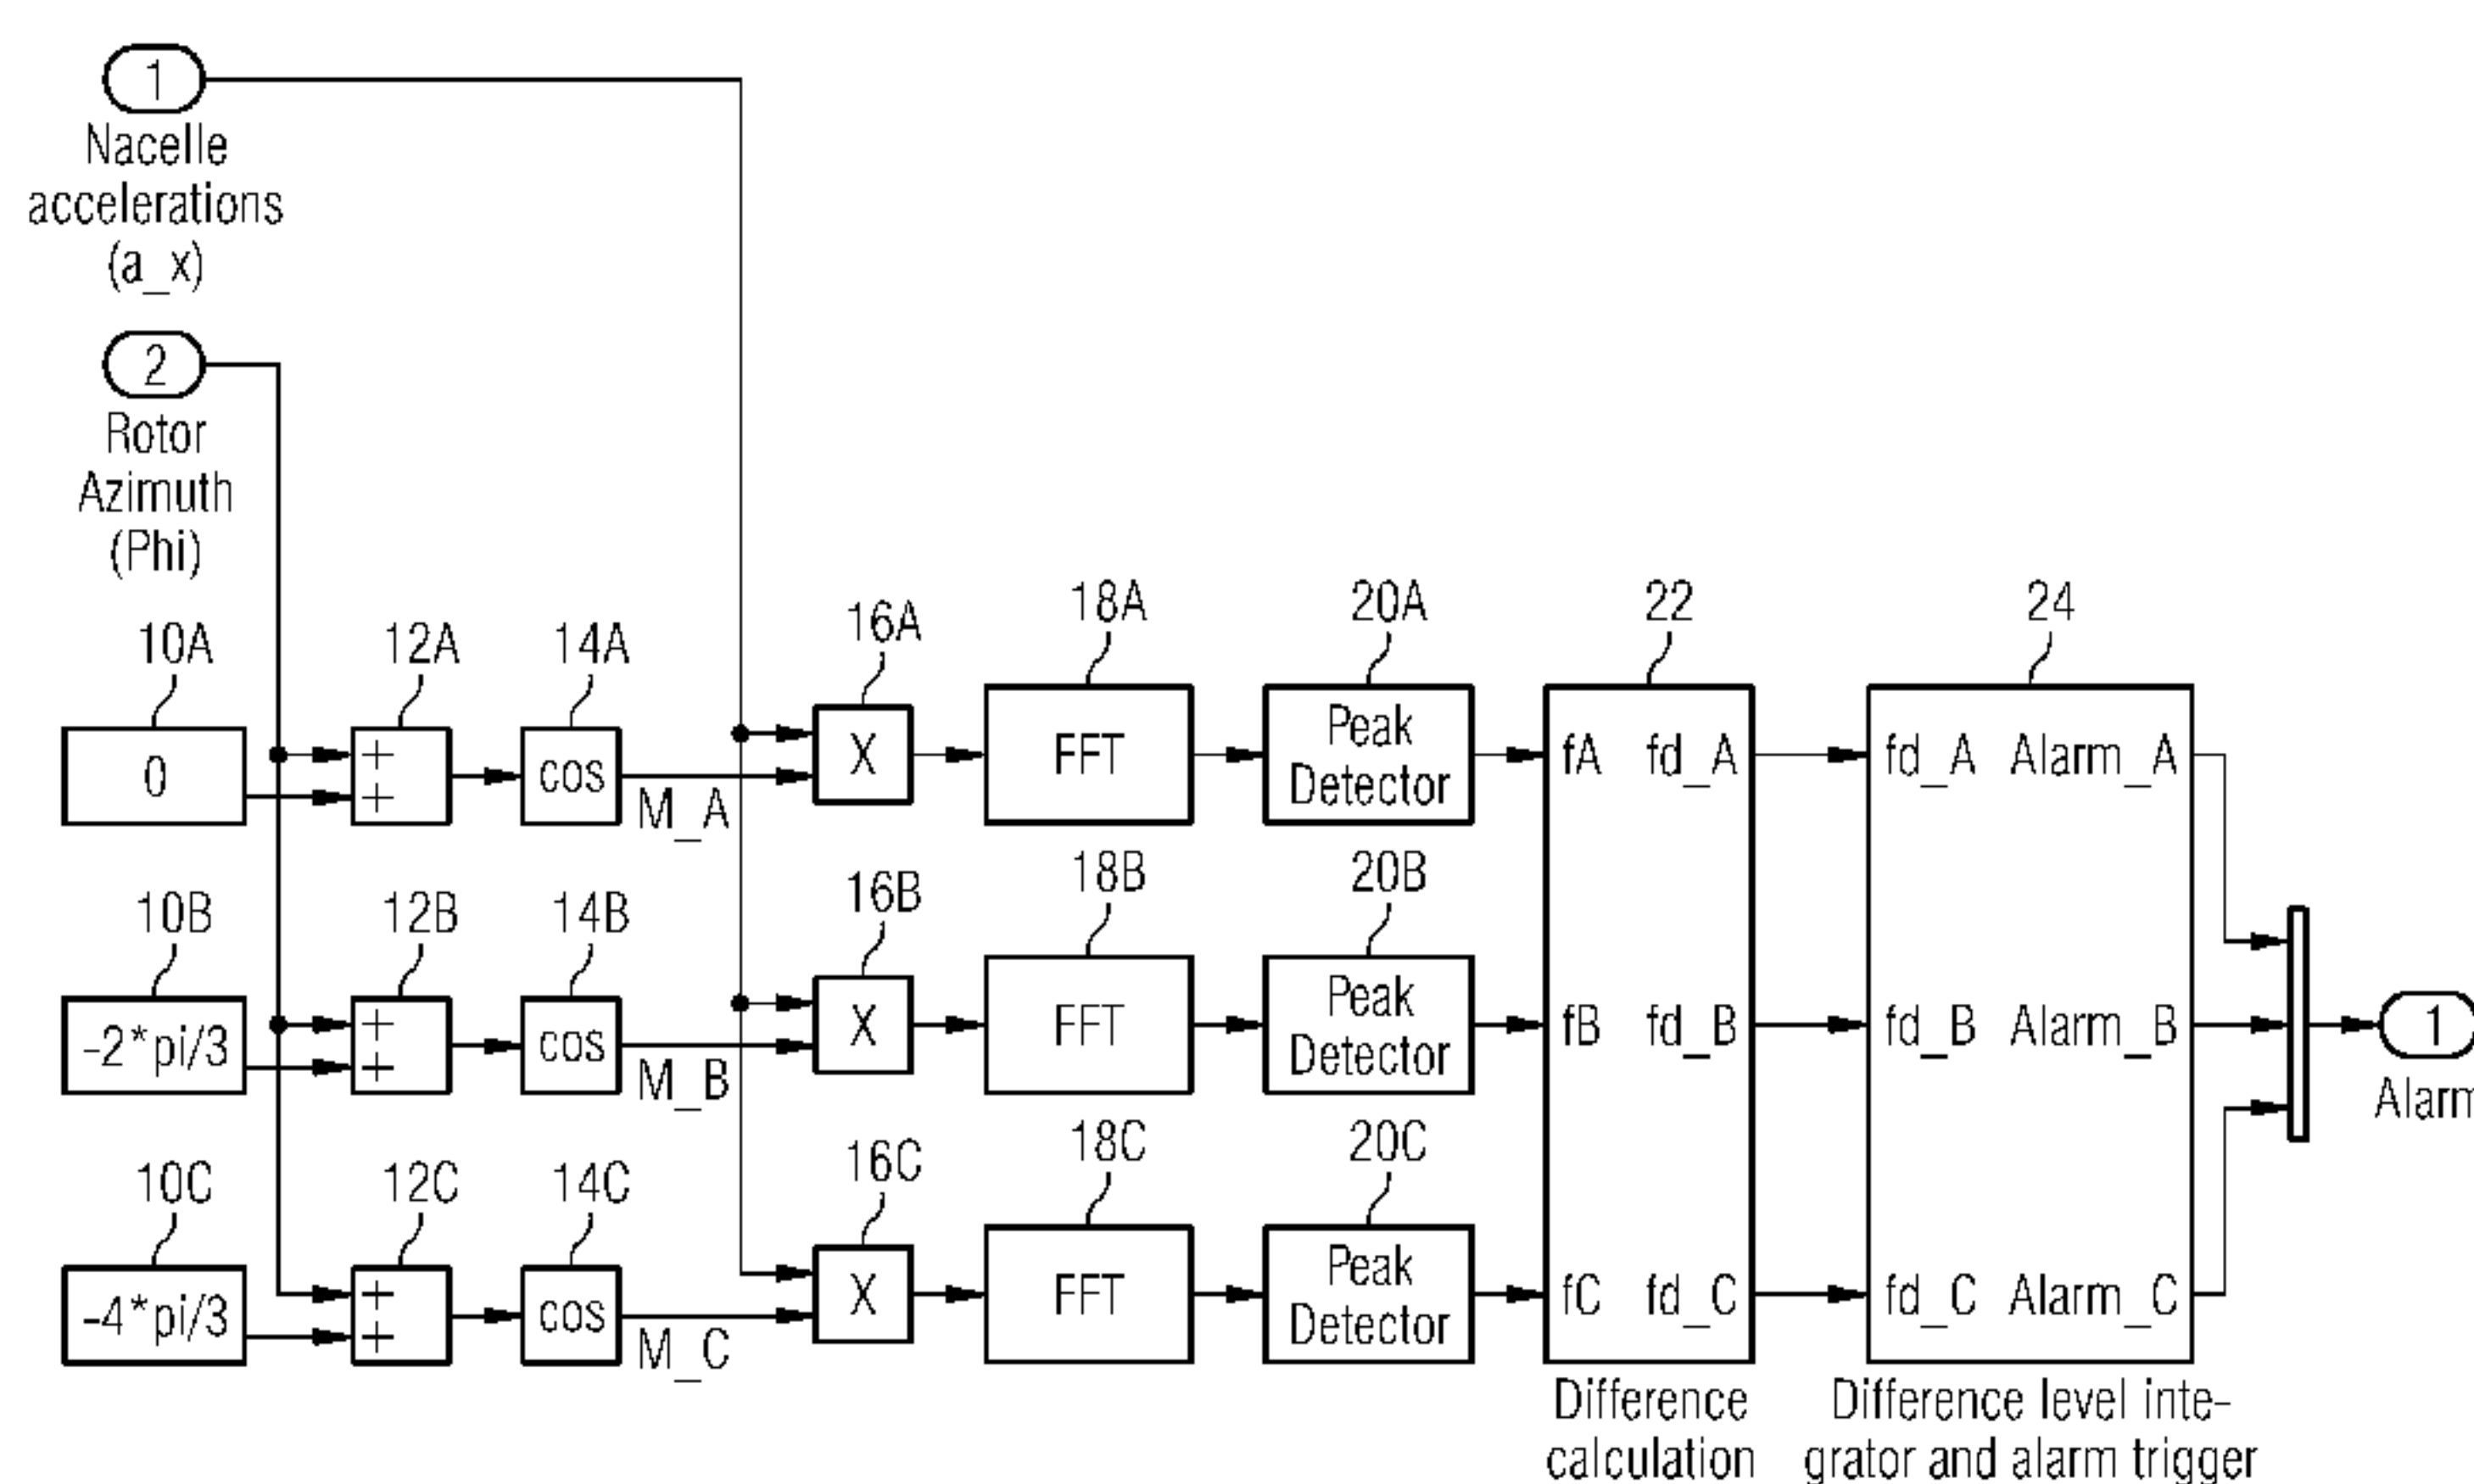 1
Nacelle
accelerations
(a_x)
2
Rotor
Azimuth
(Phi)
10A
12A
14A
16A
18A
20A
22
24
0
+
+
cos
M_A
X
FFT
Peak
Detector
fA
fd_A
fd_A
Alarm_A
10B
12B
14B
16B
18B
20B
-2*pi/3
+
+
cos
M_B
X
FFT
Peak
Detector
fB
fd_B
fd_B
Alarm_B
1
Alarm
10C
12C
14C
16C
18C
20C
-4*pi/3
+
+
cos
M_C
X
FFT
Peak
Detector
fC
fd_C
fd_C
Alarm_C
Difference
calculation
Difference level inte-
grator and alarm trigger